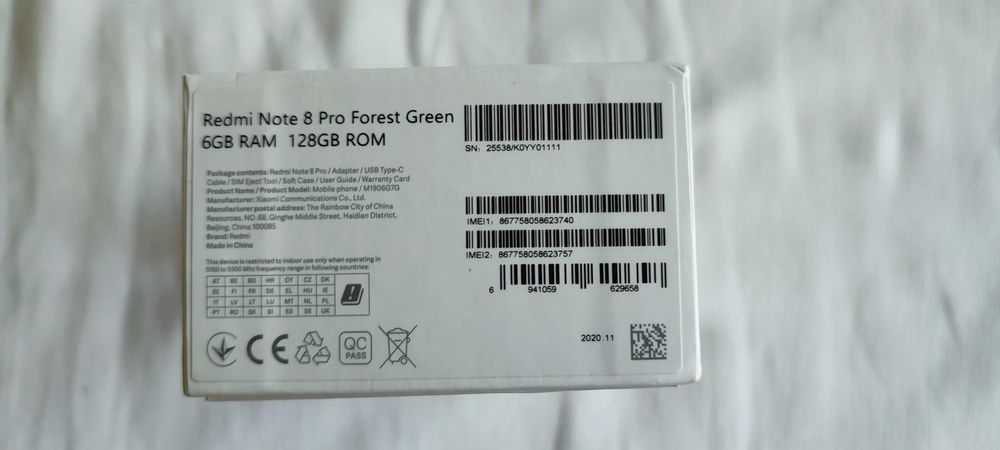 Redmi Note 8 Pro Forest Green
6GB RAM 128GB ROM
Package contents: Redmi Note 8 Pro / Adapter / USB Type-C
Cable / SIM Eject Tool / Soft Case / User Guide / Warranty Card
Product Name / Product Model: Mobile phone / M1906G7G
Manufacturer: Xiaomi Communications Co., Ltd.
Manufacturer postal address: The Rainbow City of China
Resources, NO. 68, Qinghe Middle Street, Haidian District,
Beijing, China 100085
Brand: Redmi
Made in China
This device is restricted to indoor use only when operating in
5150 to 5350 Mhz frequency range in following countries:
AT BE BG HR CY CZ DK
EE FI FR DE EL HU IE
IT LV LT LU MT NL PL
PT RO SK SI ES SE UK
CE
QC
PASS
SN: 25538/K0YY01111
IMEI1: 867758058623740
IMEI2: 867758058623757
6 941059 629658
2020.11